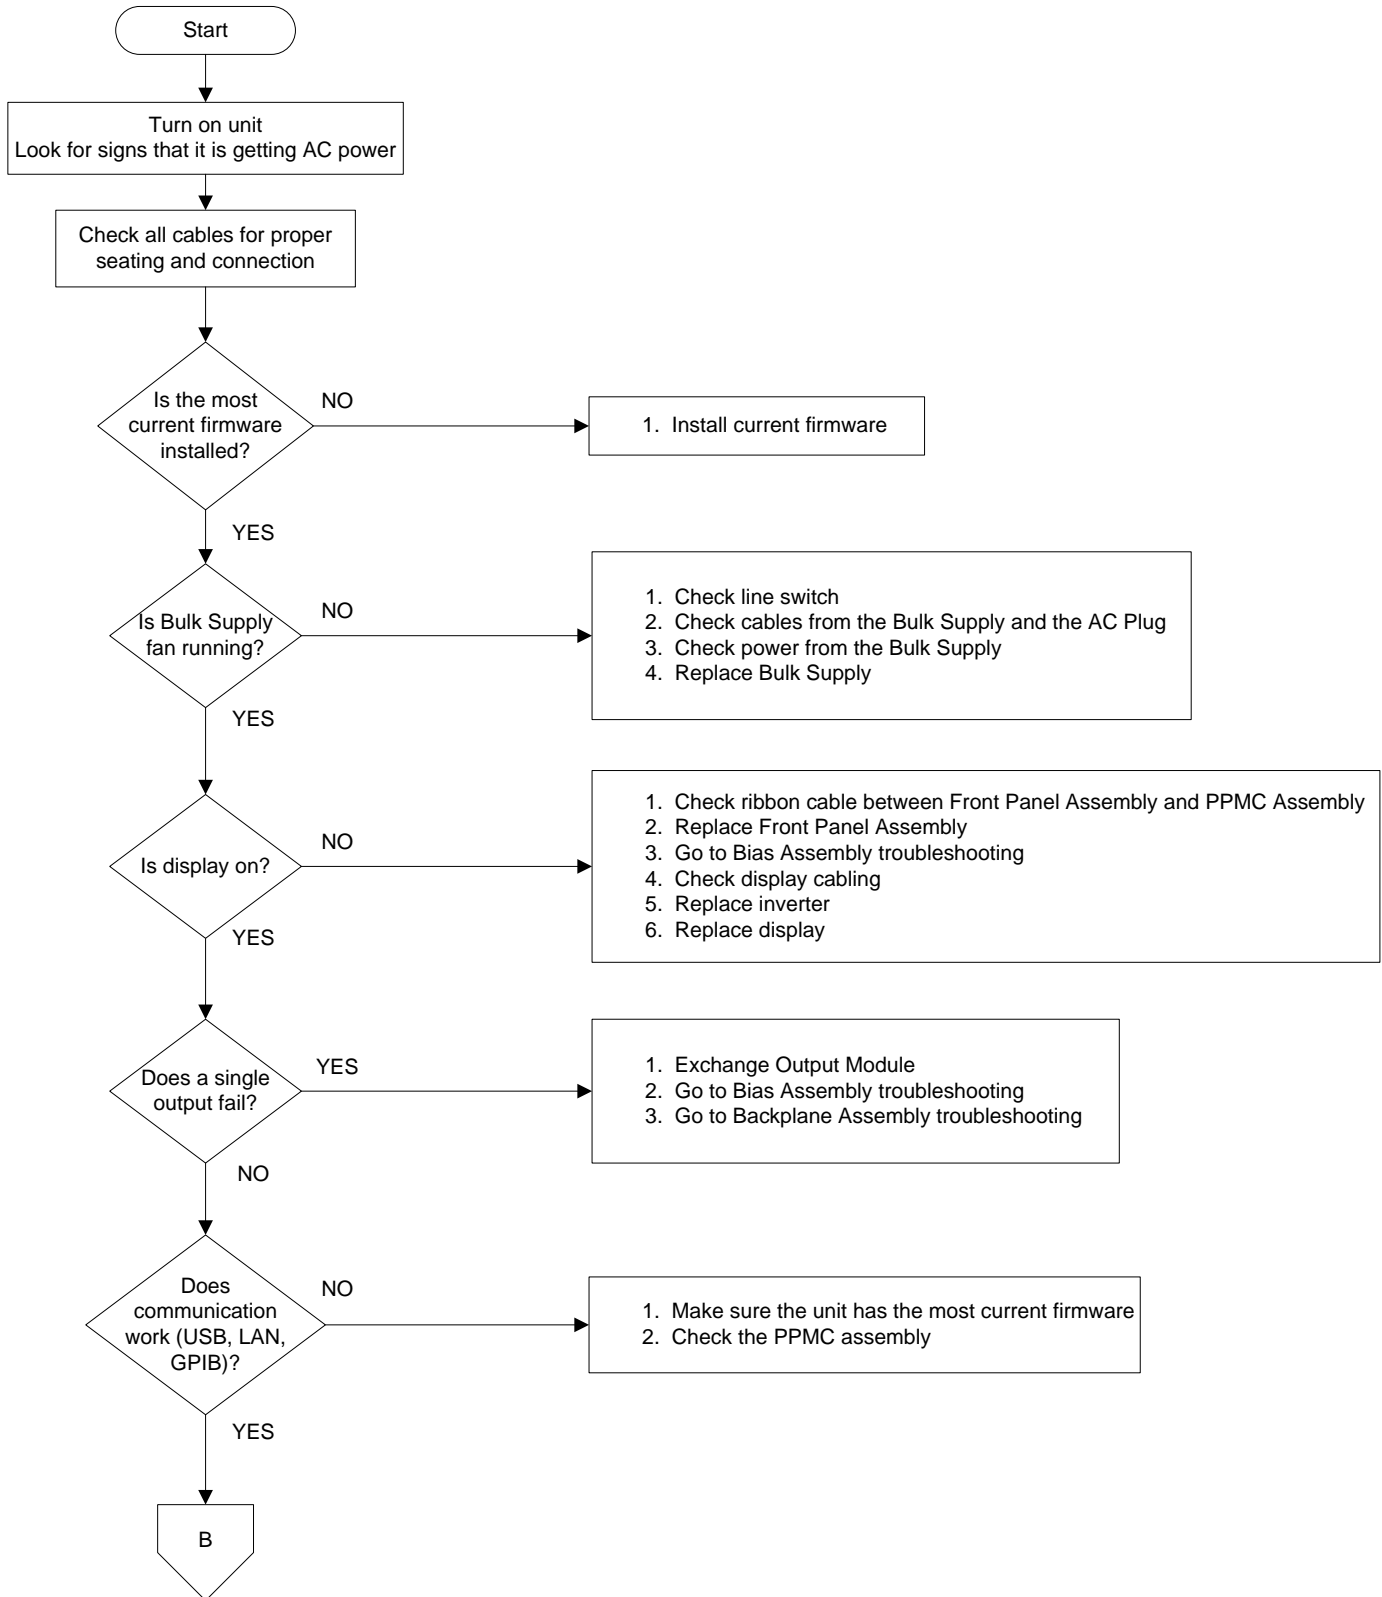 Start
Turn on unit
Look for signs that it is getting AC power
Check all cables for proper
seating and connection
Is the most
current firmware
installed?
NO
1. Install current firmware
YES
Is Bulk Supply
fan running?
NO
1. Check line switch
2. Check cables from the Bulk Supply and the AC Plug
3. Check power from the Bulk Supply
4. Replace Bulk Supply
YES
Is display on?
NO
1. Check ribbon cable between Front Panel Assembly and PPMC Assembly
2. Replace Front Panel Assembly
3. Go to Bias Assembly troubleshooting
4. Check display cabling
5. Replace inverter
6. Replace display
YES
Does a single
output fail?
YES
1. Exchange Output Module
2. Go to Bias Assembly troubleshooting
3. Go to Backplane Assembly troubleshooting
NO
Does
communication
work (USB, LAN,
GPIB)?
NO
1. Make sure the unit has the most current firmware
2. Check the PPMC assembly
YES
B